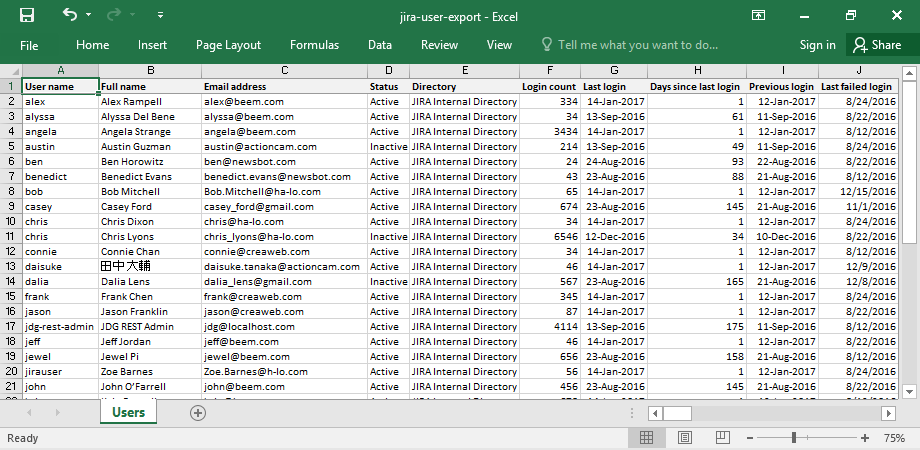 jira-user-export - Excel
File Home Insert Page Layout Formulas Data Review View Tell me what you want to do... Sign in Share
A B C D E F G H I J
1 User name Full name Email address Status Directory Login count Last login Days since last login Previous login Last failed login
2 alex Alex Rampell alex@beem.com Active JIRA Internal Directory 334 14-Jan-2017 1 12-Jan-2017 8/24/2016
3 alyssa Alyssa Del Bene alyssa@beem.com Active JIRA Internal Directory 34 13-Sep-2016 61 11-Sep-2016 8/22/2016
4 angela Angela Strange angela@beem.com Active JIRA Internal Directory 3434 14-Jan-2017 1 12-Jan-2017 8/22/2016
5 austin Austin Guzman austin@actioncam.com Inactive JIRA Internal Directory 214 13-Sep-2016 49 11-Sep-2016 8/24/2016
6 ben Ben Horowitz ben@newsbot.com Active JIRA Internal Directory 24 24-Aug-2016 93 22-Aug-2016 8/22/2016
7 benedict Benedict Evans benedict.evans@newsbot.com Active JIRA Internal Directory 43 23-Aug-2016 88 21-Aug-2016 8/22/2016
8 bob Bob Mitchell Bob.Mitchell@ha-lo.com Active JIRA Internal Directory 65 14-Jan-2017 1 12-Jan-2017 12/15/2016
9 casey Casey Ford casey_ford@gmail.com Active JIRA Internal Directory 674 23-Aug-2016 145 21-Aug-2016 11/1/2016
10 chris Chris Dixon chris@ha-lo.com Active JIRA Internal Directory 34 14-Jan-2017 1 12-Jan-2017 8/24/2016
11 chris Chris Lyons chris_lyons@ha-lo.com Inactive JIRA Internal Directory 6546 12-Dec-2016 34 10-Dec-2016 8/22/2016
12 connie Connie Chan connie@creaweb.com Active JIRA Internal Directory 34 14-Jan-2017 1 12-Jan-2017 8/22/2016
13 daisuke 田中大輔 daisuke.tanaka@actioncam.com Active JIRA Internal Directory 46 14-Jan-2017 1 12-Jan-2017 12/9/2016
14 dalia Dalia Lens dalia_lens@gmail.com Inactive JIRA Internal Directory 567 23-Aug-2016 165 21-Aug-2016 12/8/2016
15 frank Frank Chen frank@creaweb.com Active JIRA Internal Directory 345 14-Jan-2017 1 12-Jan-2017 8/24/2016
16 jason Jason Franklin jason@creaweb.com Active JIRA Internal Directory 87 14-Jan-2017 1 12-Jan-2017 8/22/2016
17 jdg-rest-admin JDG REST Admin jdg@localhost.com Active JIRA Internal Directory 4114 13-Sep-2016 175 11-Sep-2016 8/12/2016
18 jeff Jeff Jordan jeff@beem.com Active JIRA Internal Directory 46 14-Jan-2017 1 12-Jan-2017 8/22/2016
19 jewel Jewel Pi jewel@beem.com Active JIRA Internal Directory 656 23-Aug-2016 158 21-Aug-2016 8/12/2016
20 jirauser Zoe Barnes Zoe.Barnes@h-lo.com Active JIRA Internal Directory 56 14-Jan-2017 1 12-Jan-2017 8/24/2016
21 john John O'Farrell john@beem.com Active JIRA Internal Directory 456 23-Aug-2016 145 21-Aug-2016 8/22/2016
Users
Ready 75%